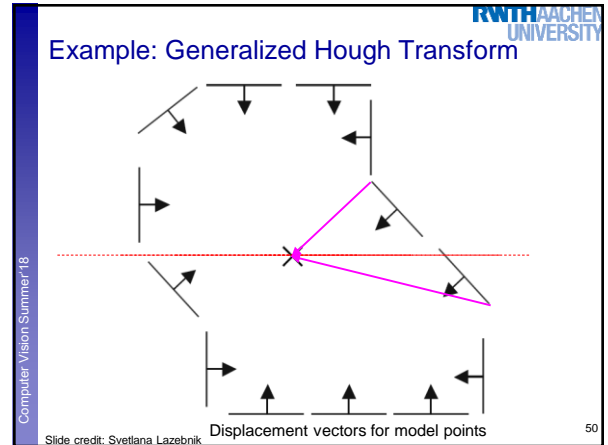 RWTHAACHEN
UNIVERSITY
Example: Generalized Hough Transform
Computer Vision Summer'18
Displacement vectors for model points
Slide credit: Svetlana Lazebnik
50